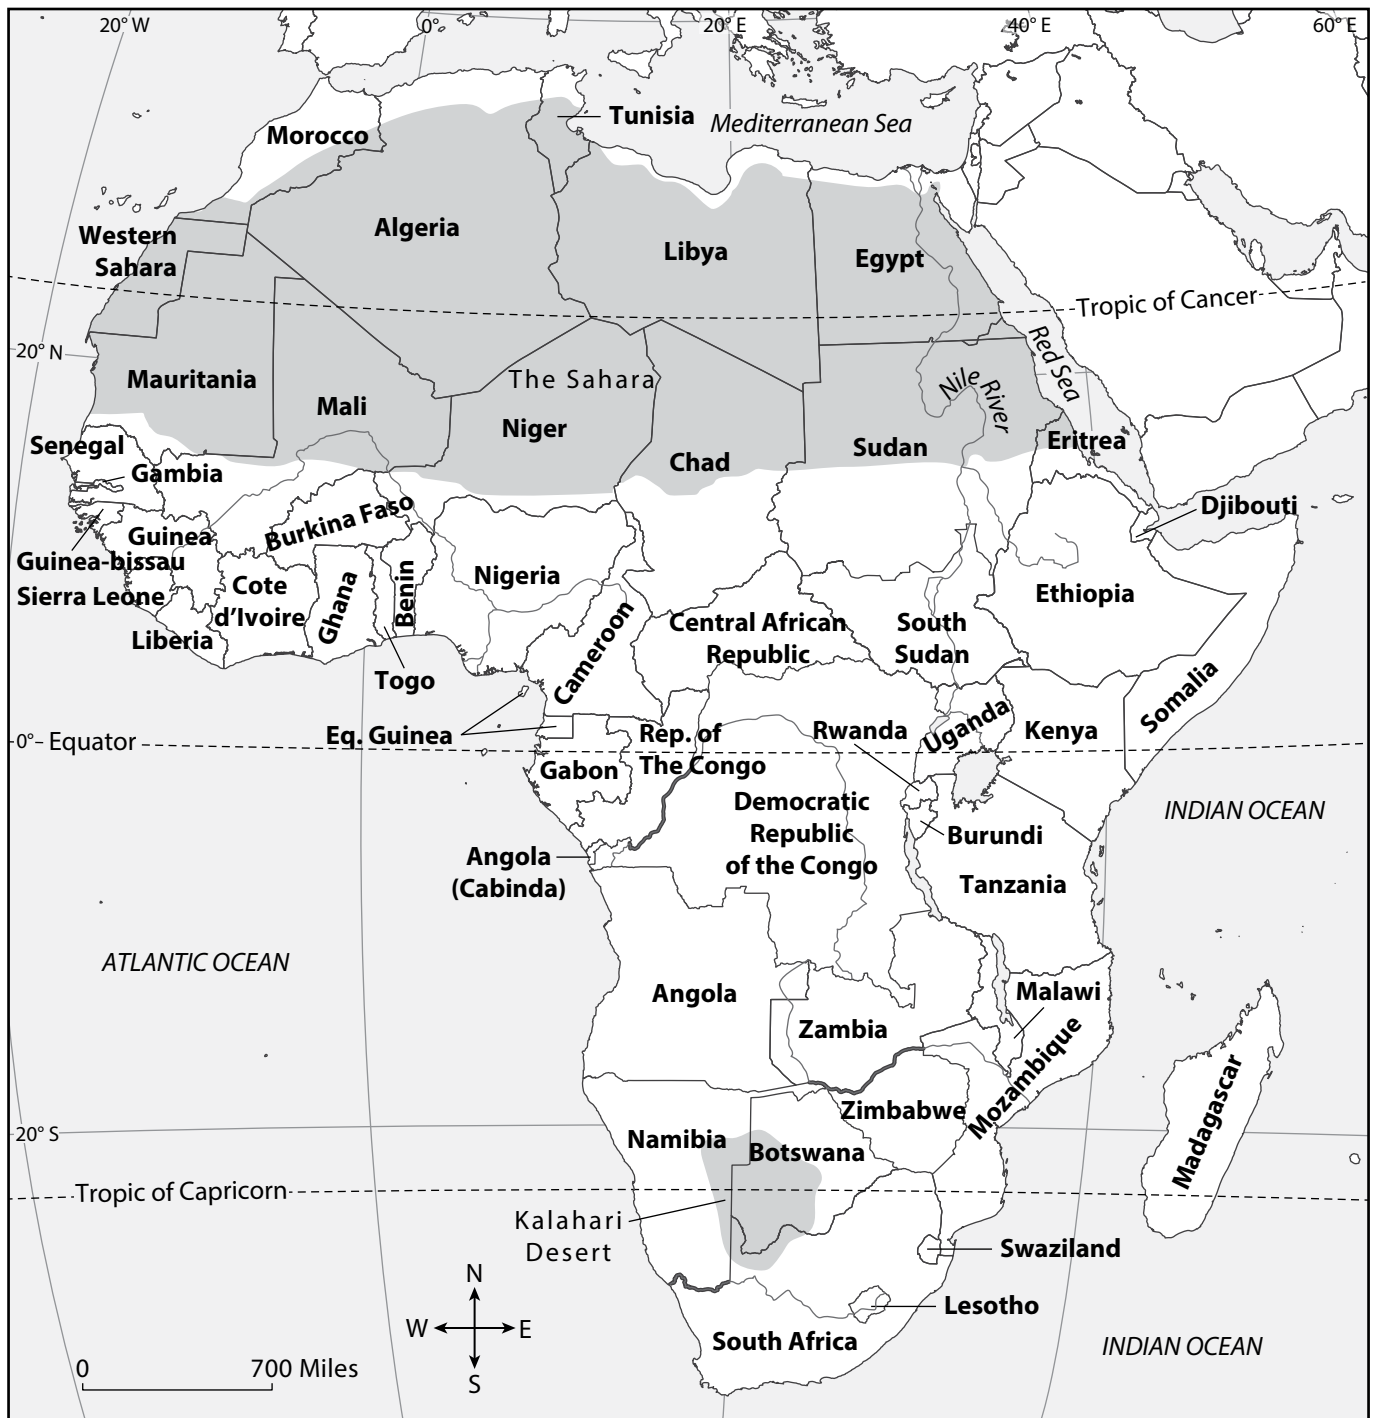 20° W
0°
20° E
40° E
60° E
Tunisia
Mediterranean Sea
Morocco
Algeria
Libya
Egypt
Western
Sahara
Tropic of Cancer
Red Sea
20° N
Mauritania
The Sahara
Mali
Niger
Nile
River
Chad
Sudan
Eritrea
Senegal
Gambia
Djibouti
Burkina Faso
Guinea
Guinea-bissau
Nigeria
Sierra Leone
Cote
d’Ivoire
Ghana
Benin
Ethiopia
Liberia
Cameroon
Central African
Republic
South
Sudan
Togo
Somalia
Eq. Guinea
Rep. of
The Congo
Rwanda
Uganda
Kenya
0°
Equator
Gabon
Democratic
Republic
of the Congo
INDIAN OCEAN
Burundi
Angola
(Cabinda)
Tanzania
ATLANTIC OCEAN
Angola
Malawi
Zambia
Mozambique
Zimbabwe
Madagascar
20° S
Namibia
Botswana
Tropic of Capricorn
Kalahari
Desert
Swaziland
N
W
E
S
Lesotho
South Africa
INDIAN OCEAN
0
700 Miles